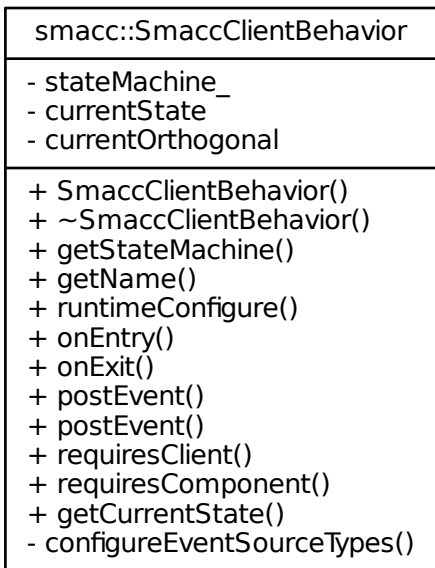 smacc::SmaccClientBehavior
- stateMachine_
- currentState
- currentOrthogonal
+ SmaccClientBehavior()
+ ~SmaccClientBehavior()
+ getStateMachine()
+ getName()
+ runtimeConfigure()
+ onEntry()
+ onExit()
+ postEvent()
+ postEvent()
+ requiresClient()
+ requiresComponent()
+ getCurrentState()
- configureEventSourceTypes()